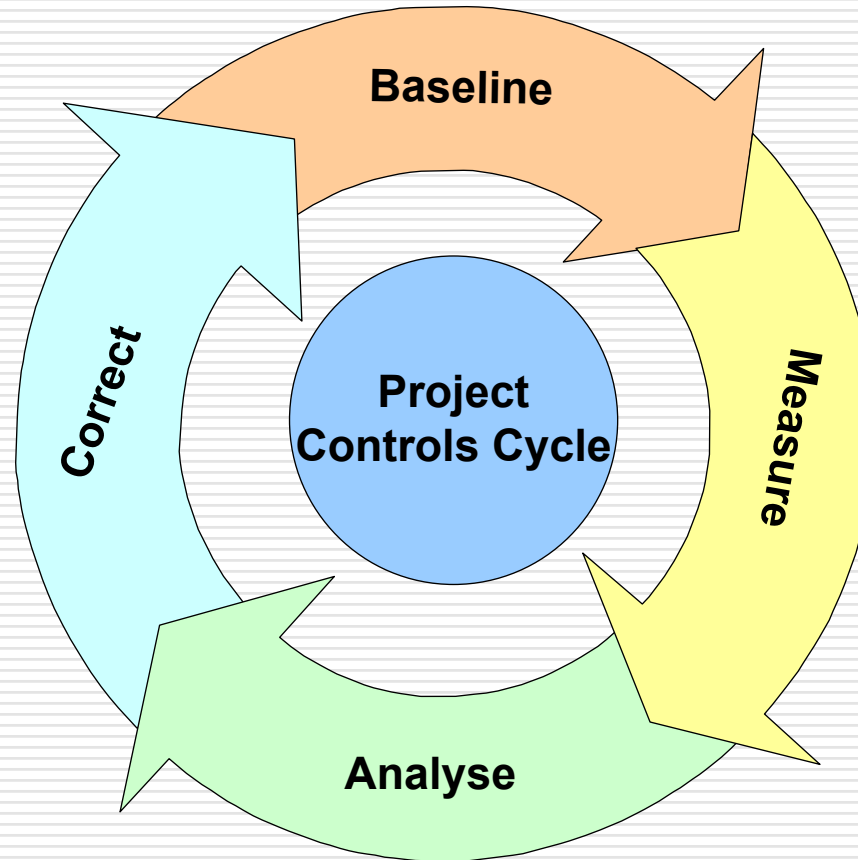 Baseline
Measure
Analyse
Correct
Project
Controls Cycle